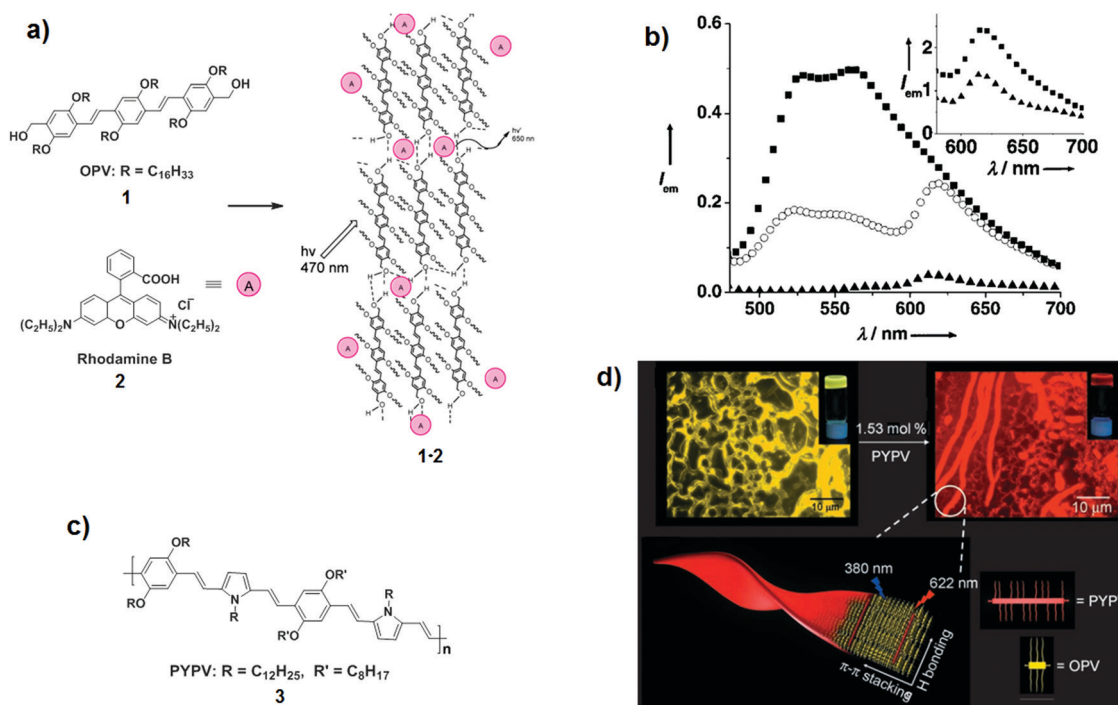 a)
OR
OR
OR
OH
HO
RO
OR
OR
OPV: R = C16H33
1
COOH
≡
A
Cl−
(C2H5)2N
O
N(C2H5)2
+
Rhodamine B
2
hν
470 nm
hν'
650 nm
A
A
A
A
A
A
A
A
A
1·2
b)
0.6
0.4
0.2
0.0
Iem
500
550
600
650
700
λ / nm
2
1
0
Iem
600
650
700
λ / nm
c)
OR
OR'
R
N
RO
N
R
R'O
n
PYPV: R = C12H25, R' = C8H17
3
d)
1.53 mol %
PYPV
10 μm
10 μm
380 nm
622 nm
π-π stacking
H bonding
= PYP
= OPV